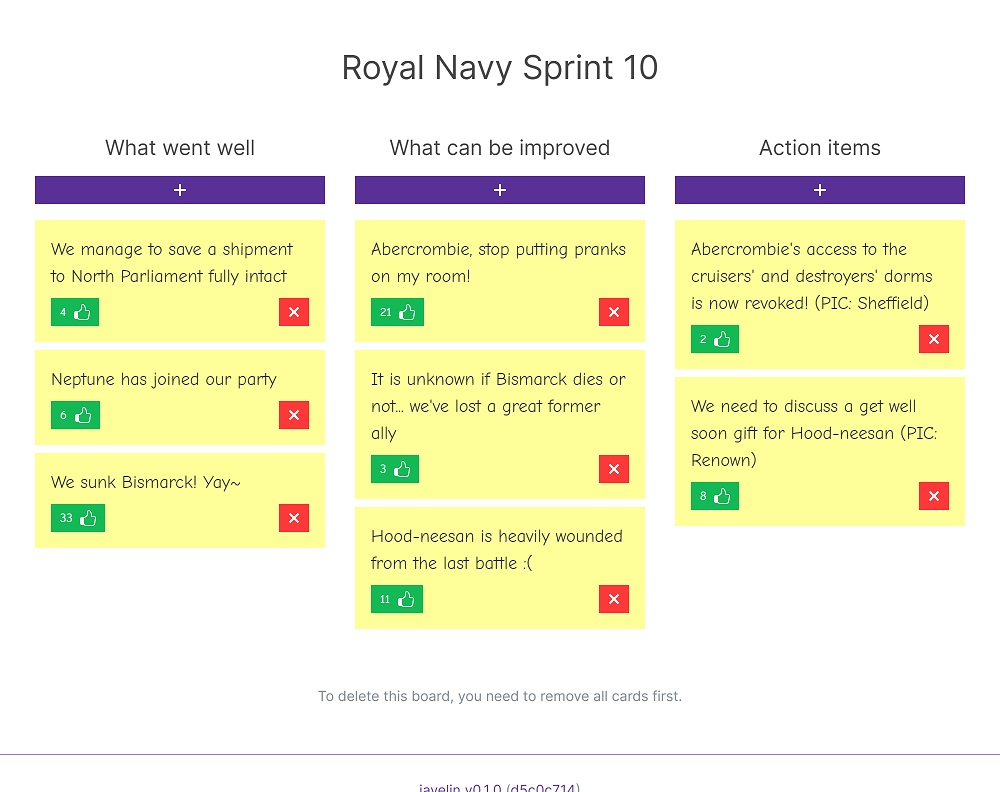 Royal Navy Sprint 10
What went well
+
We manage to save a shipment
to North Parliament fully intact
4
Neptune has joined our party
6
We sunk Bismarck! Yay~
33
What can be improved
+
Abercrombie, stop putting pranks
on my room!
21
It is unknown if Bismarck dies or
not... we've lost a great former
ally
3
Hood-neesan is heavily wounded
from the last battle :(
11
Action items
+
Abercrombie's access to the
cruisers' and destroyers' dorms
is now revoked! (PIC: Sheffield)
2
We need to discuss a get well
soon gift for Hood-neesan (PIC:
Renown)
8
To delete this board, you need to remove all cards first.
javelin v0.1.0 (d5c0c714)